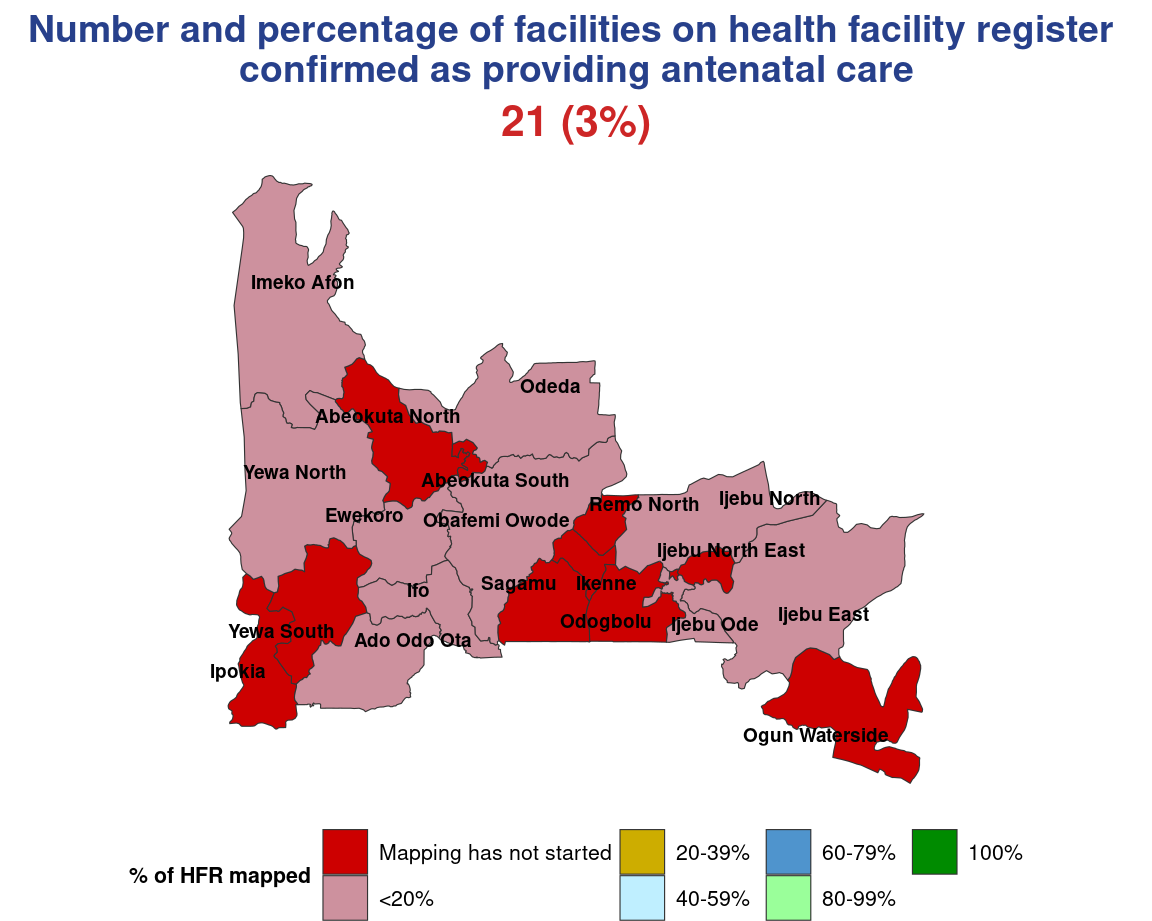 Number and percentage of facilities on health facility register
confirmed as providing antenatal care
21 (3%)
Imeko Afon
Odeda
Abeokuta North
Yewa North
Abeokuta South
Ijebu North
Remo North
Ewekoro
Obafemi Owode
Ijebu North East
Sagamu
Ikenne
Ifo
Ijebu East
Odogbolu
Ijebu Ode
Yewa South
Ado Odo Ota
Ipokia
Ogun Waterside
% of HFR mapped
Mapping has not started
<20%
20-39%
40-59%
60-79%
80-99%
100%